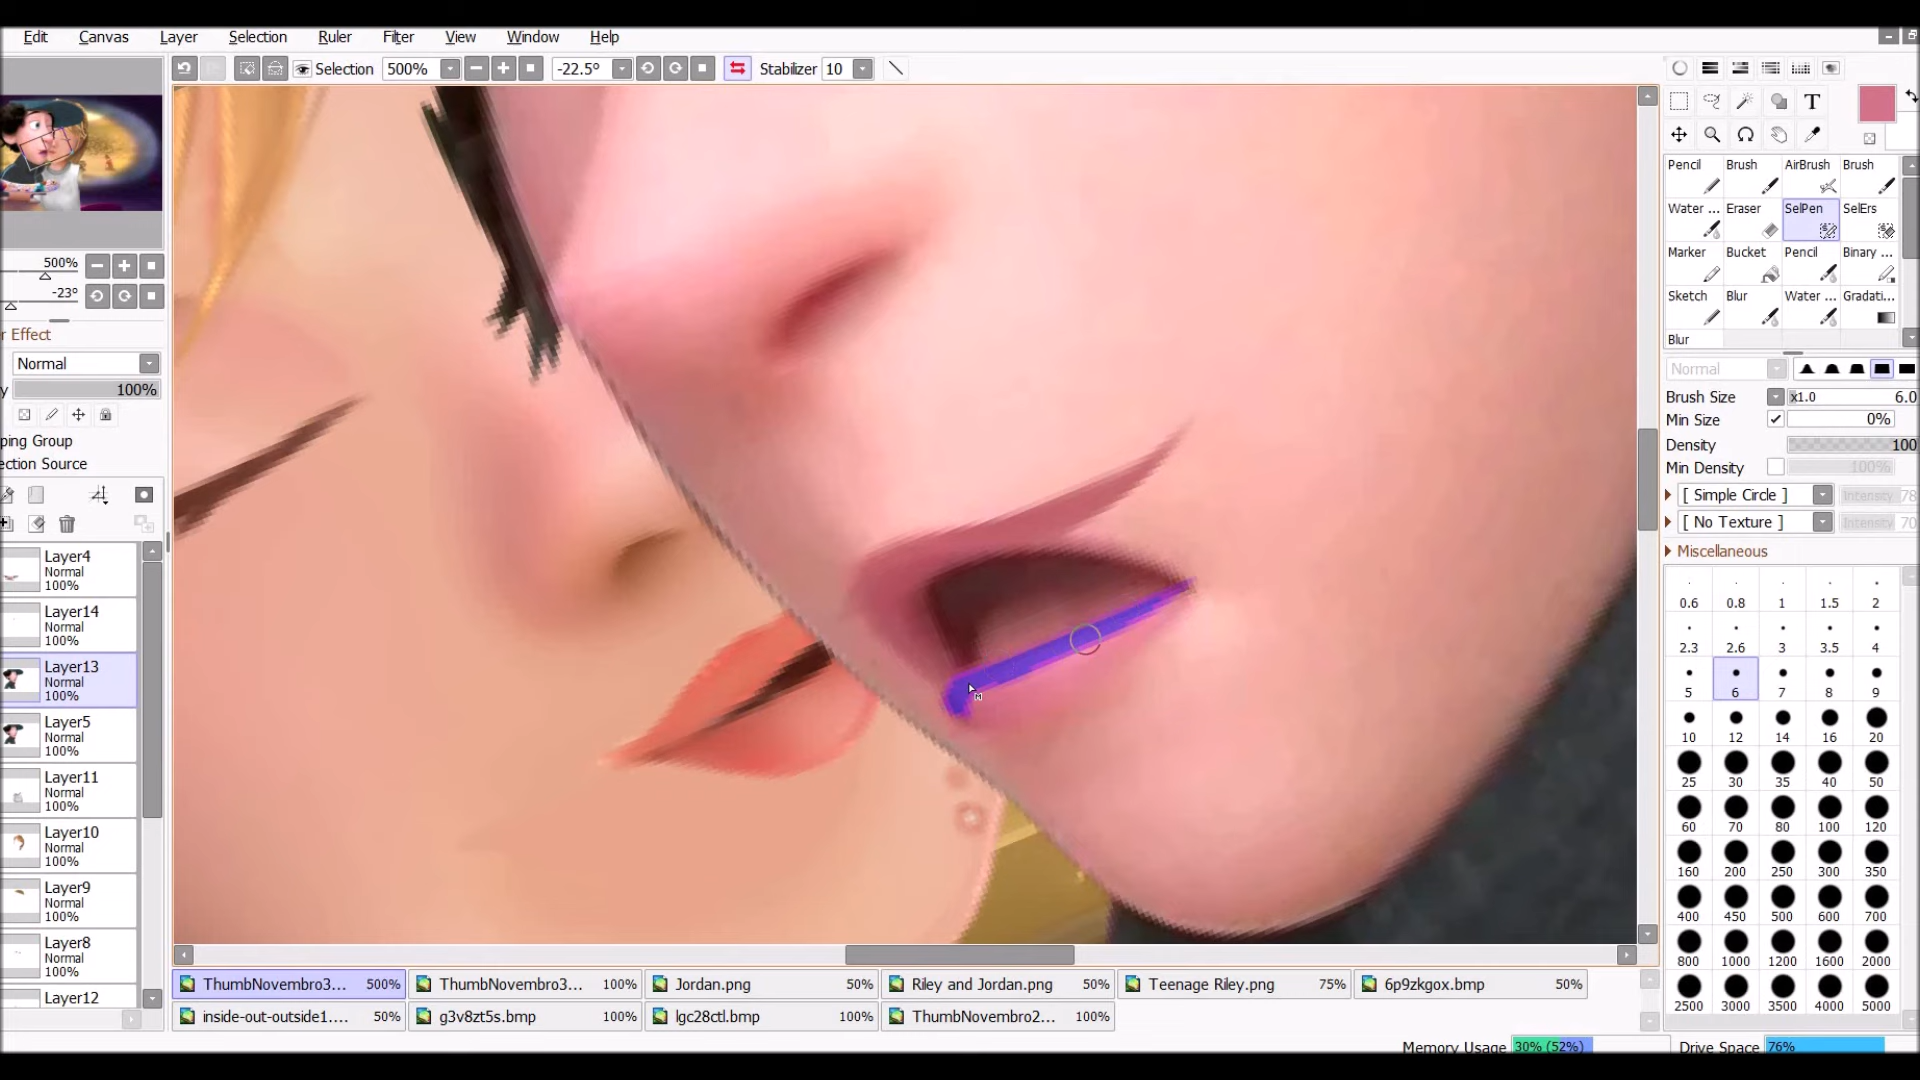 Edit Canvas Layer Selection Ruler Filter View Window Help
Selection 500% -22.5° Stabilizer 10
T
500%
-23°
r Effect
Normal
y 100%
ping Group
ection Source
Layer4
Normal
100%
Layer14
Normal
100%
Layer13
Normal
100%
Layer5
Normal
100%
Layer11
Normal
100%
Layer10
Normal
100%
Layer9
Normal
100%
Layer8
Normal
100%
Layer12
Pencil Brush AirBrush Brush
Water ... Eraser SelPen SelErs
Marker Bucket Pencil Binary ...
Sketch Blur Water ... Gradati...
Blur
Normal
Brush Size x1.0 6.0
Min Size 0%
Density 100
Min Density 100%
[ Simple Circle ] Intensity 78
[ No Texture ] Intensity 70
Miscellaneous
0.6 0.8 1 1.5 2
2.3 2.6 3 3.5 4
5 6 7 8 9
10 12 14 16 20
25 30 35 40 50
60 70 80 100 120
160 200 250 300 350
400 450 500 600 700
800 1000 1200 1600 2000
2500 3000 3500 4000 5000
ThumbNovembro3... 500% ThumbNovembro3... 100% Jordan.png 50% Riley and Jordan.png 50% Teenage Riley.png 75% 6p9zkgox.bmp 50%
inside-out-outside1.... 50% g3v8zt5s.bmp 100% lgc28ctl.bmp 100% ThumbNovembro2... 100%
Memory Usage 30% (52%) Drive Space 76%